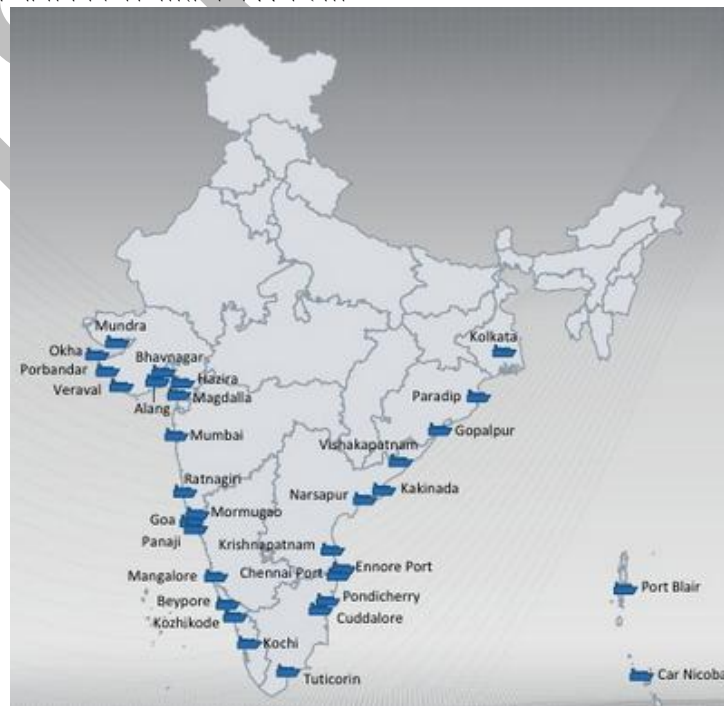 Mundra
Okha
Bhavnagar
Porbandar
Hazira
Veraval
Magdalla
Alang
Mumbai
Kolkata
Paradip
Gopalpur
Vishakapatnam
Kakinada
Narsapur
Ratnagiri
Mormugao
Goa
Panaji
Krishnapatnam
Ennore Port
Chennai Port
Mangalore
Pondicherry
Beypore
Cuddalore
Kozhikode
Kochi
Tuticorin
Port Blair
Car Nicoba